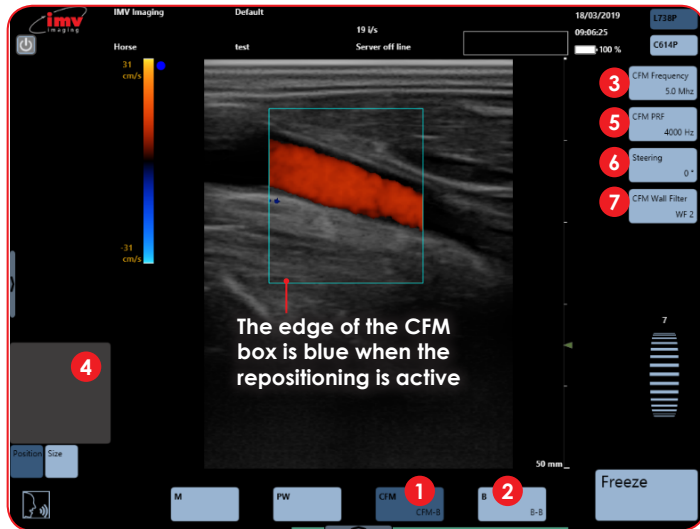 imv
imaging
IMV Imaging
Default
18/03/2019
L738P
19 i/s
09:06:25
100 %
C614P
Horse
test
Server off line
31
cm/s
-31
cm/s
3
CFM Frequency
5.0 Mhz
5
CFM PRF
4000 Hz
6
Steering
0 °
7
CFM Wall Filter
WF 2
The edge of the CFM
box is blue when the
repositioning is active
7
4
Position
Size
50 mm
M
PW
1
CFM
CFM-B
2
B
B-B
Freeze